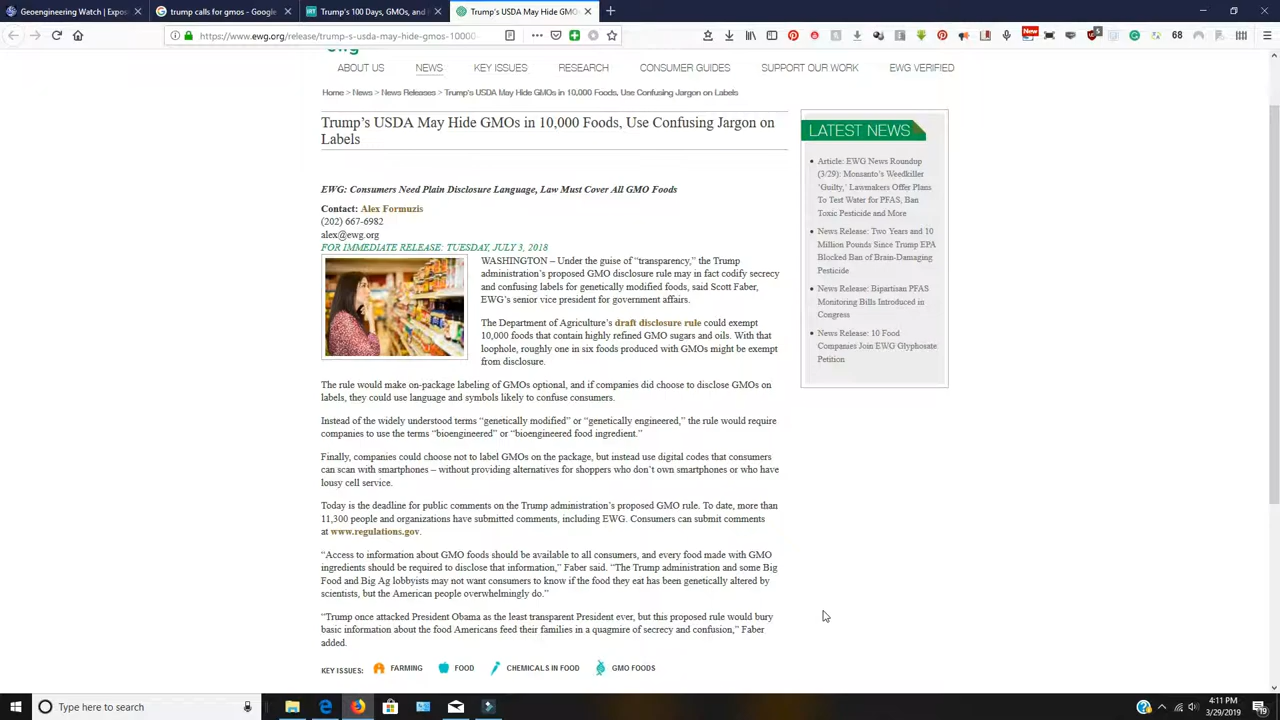 Geoengineering Watch | Expos
trump calls for gmos - Google
Trump's 100 Days, GMOs, and
Trump's USDA May Hide GMO
https://www.ewg.org/release/trump-s-usda-may-hide-gmos-10000-
68
New
5
ewg
ABOUT US NEWS KEY ISSUES RESEARCH CONSUMER GUIDES SUPPORT OUR WORK EWG VERIFIED
Home > News > News Releases > Trump's USDA May Hide GMOs in 10,000 Foods, Use Confusing Jargon on Labels
Trump's USDA May Hide GMOs in 10,000 Foods, Use Confusing Jargon on
Labels
EWG: Consumers Need Plain Disclosure Language, Law Must Cover All GMO Foods
Contact: Alex Formuzis
(202) 667-6982
alex@ewg.org
FOR IMMEDIATE RELEASE: TUESDAY, JULY 3, 2018
WASHINGTON – Under the guise of “transparency,” the Trump
administration's proposed GMO disclosure rule may in fact codify secrecy
and confusing labels for genetically modified foods, said Scott Faber,
EWG's senior vice president for government affairs.
The Department of Agriculture's draft disclosure rule could exempt
10,000 foods that contain highly refined GMO sugars and oils. With that
loophole, roughly one in six foods produced with GMOs might be exempt
from disclosure.
The rule would make on-package labeling of GMOs optional, and if companies did choose to disclose GMOs on
labels, they could use language and symbols likely to confuse consumers.
Instead of the widely understood terms “genetically modified” or “genetically engineered,” the rule would require
companies to use the terms “bioengineered” or “bioengineered food ingredient.”
Finally, companies could choose not to label GMOs on the package, but instead use digital codes that consumers
can scan with smartphones – without providing alternatives for shoppers who don't own smartphones or who have
lousy cell service.
Today is the deadline for public comments on the Trump administration's proposed GMO rule. To date, more than
11,300 people and organizations have submitted comments, including EWG. Consumers can submit comments
at www.regulations.gov.
“Access to information about GMO foods should be available to all consumers, and every food made with GMO
ingredients should be required to disclose that information,” Faber said. “The Trump administration and some Big
Food and Big Ag lobbyists may not want consumers to know if the food they eat has been genetically altered by
scientists, but the American people overwhelmingly do.”
“Trump once attacked President Obama as the least transparent President ever, but this proposed rule would bury
basic information about the food Americans feed their families in a quagmire of secrecy and confusion,” Faber
added.
KEY ISSUES: FARMING FOOD CHEMICALS IN FOOD GMO FOODS
LATEST NEWS
Article: EWG News Roundup
(3/29): Monsanto's Weedkiller
‘Guilty,’ Lawmakers Offer Plans
To Test Water for PFAS, Ban
Toxic Pesticide and More
News Release: Two Years and 10
Million Pounds Since Trump EPA
Blocked Ban of Brain-Damaging
Pesticide
News Release: Bipartisan PFAS
Monitoring Bills Introduced in
Congress
News Release: 10 Food
Companies Join EWG Glyphosate
Petition
Type here to search
4:11 PM
3/29/2019
19